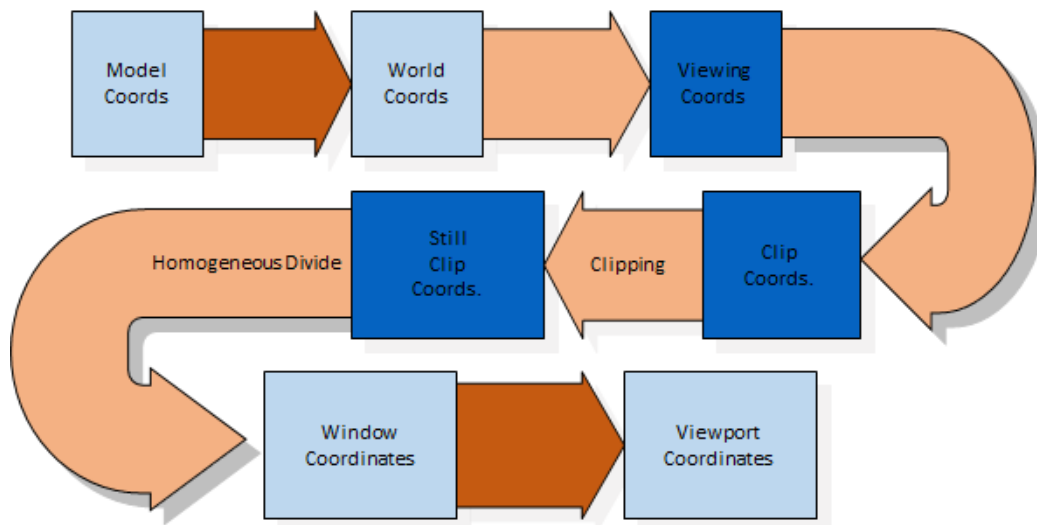 Model
Coords
World
Coords
Viewing
Coords
Homogeneous Divide
Still
Clip
Coords.
Clipping
Clip
Coords.
Window
Coordinates
Viewport
Coordinates